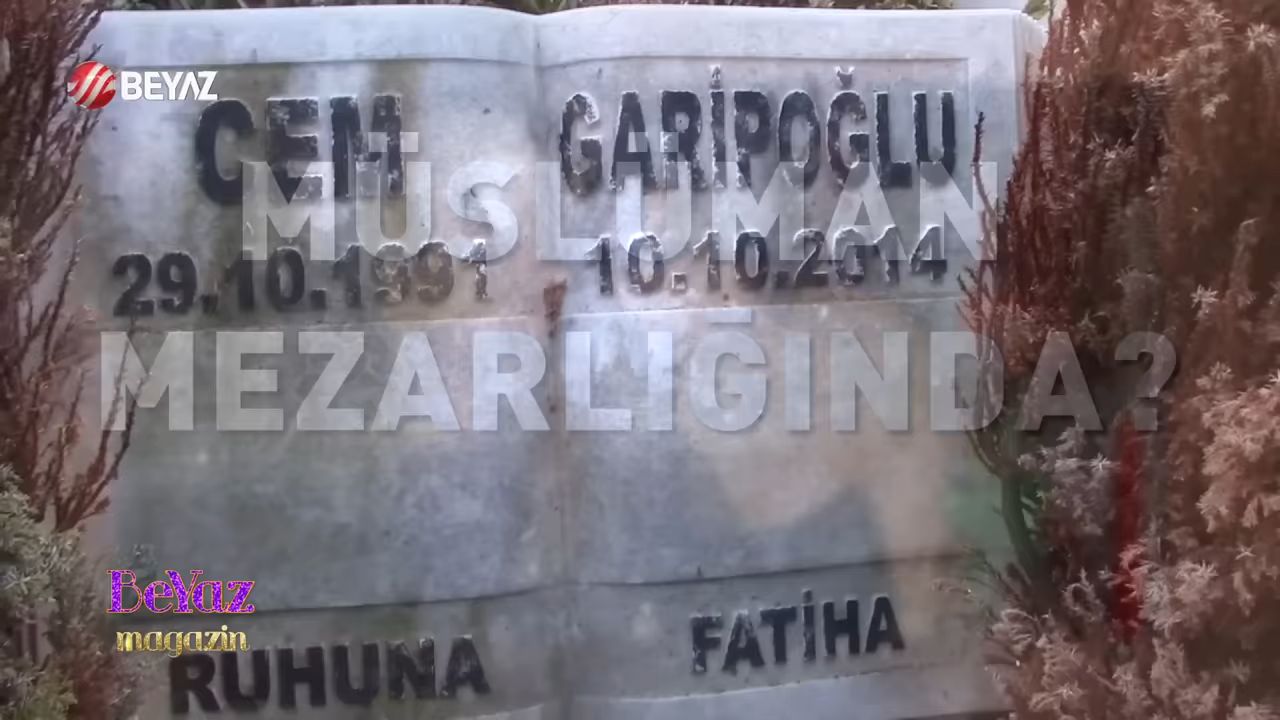 BEYAZ
CEM GARİPOĞLU
MÜSLÜMAN
29.10.1991 10.10.2014
MEZARLIĞINDA?
BeYaz
magazin
RUHUNA FATİHA